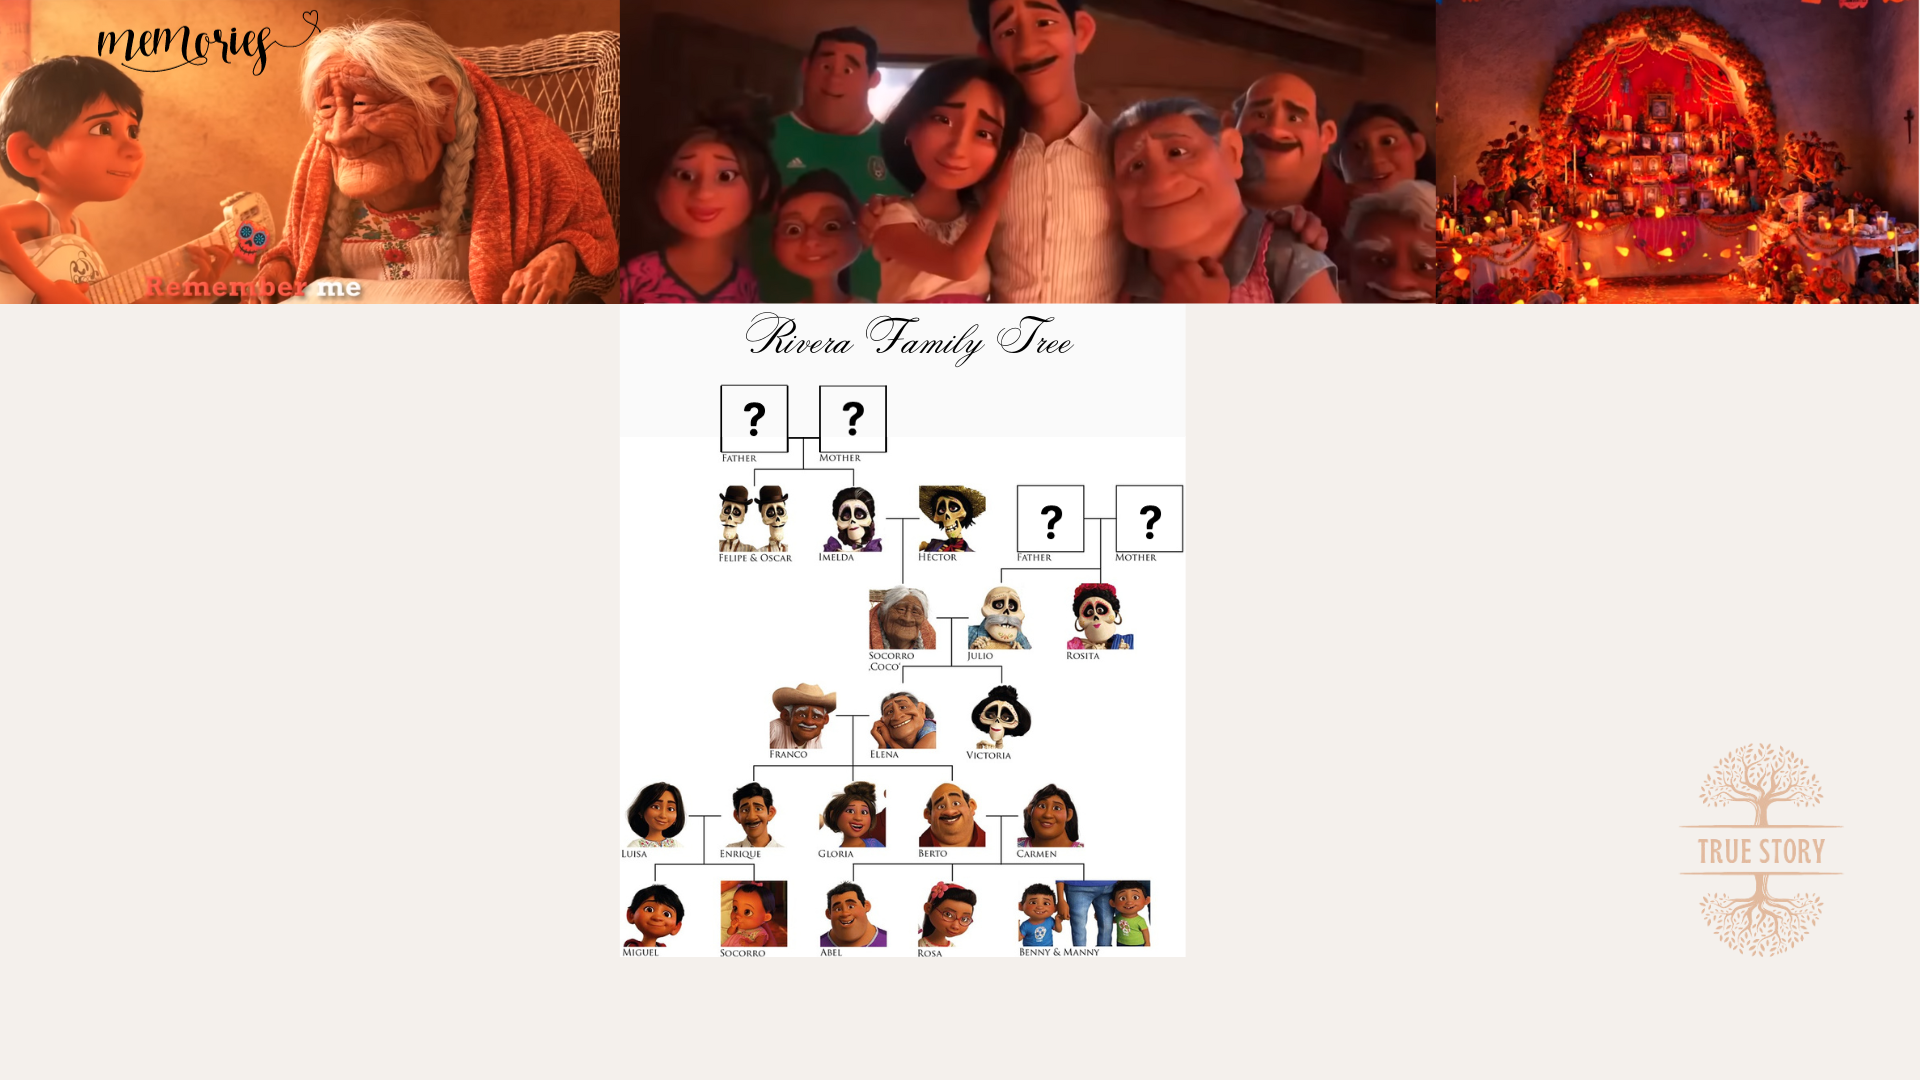 memories
Remember me
Rivera Family Tree
?
?
Father
Mother
?
?
Felipe & Oscar
Imelda
Héctor
Father
Mother
Socorro
‚Coco‘
Julio
Rosita
Franco
Elena
Victoria
Luisa
Enrique
Gloria
Berto
Carmen
Miguel
Socorro
Abel
Rosa
Benny & Manny
TRUE STORY